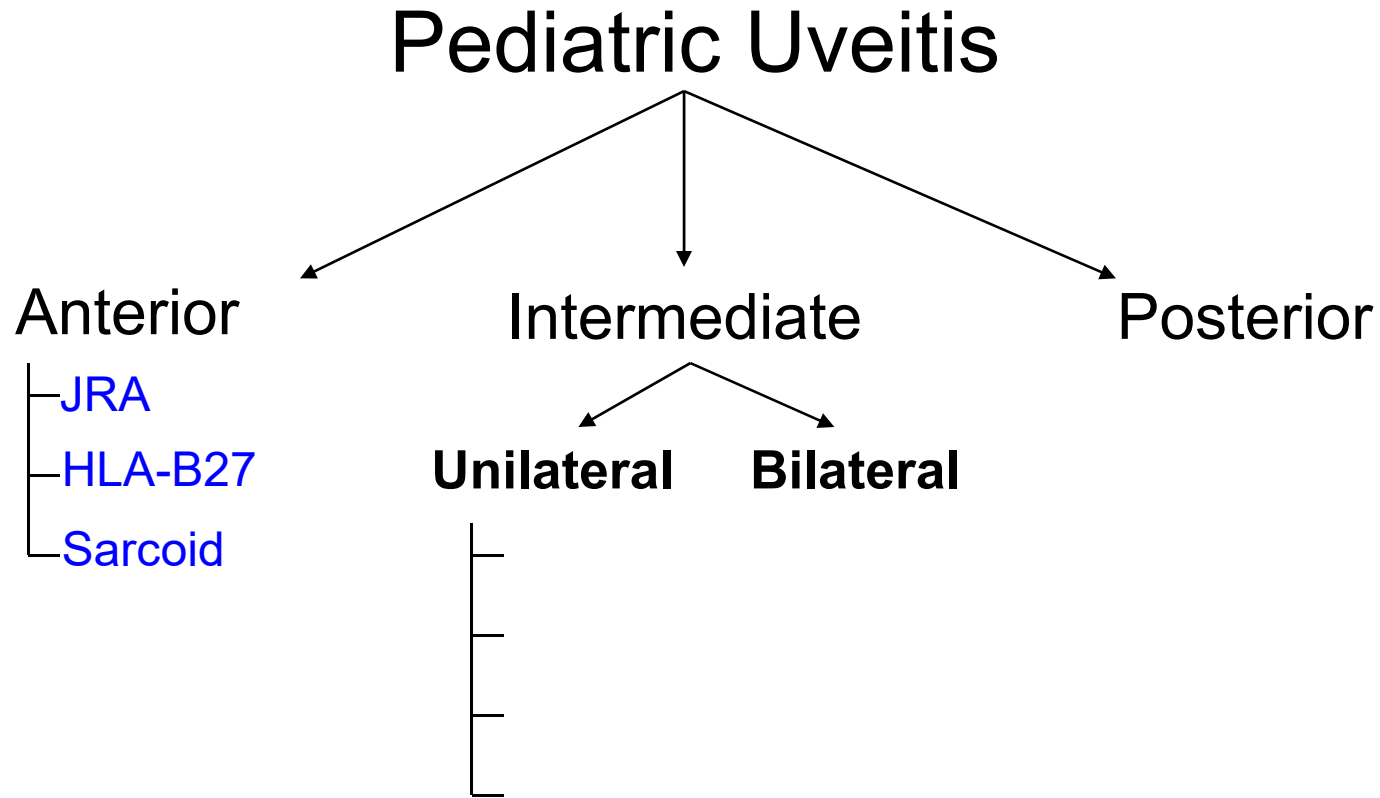 Pediatric Uveitis
Anterior
Intermediate
Posterior
JRA
HLA-B27
Sarcoid
Unilateral
Bilateral